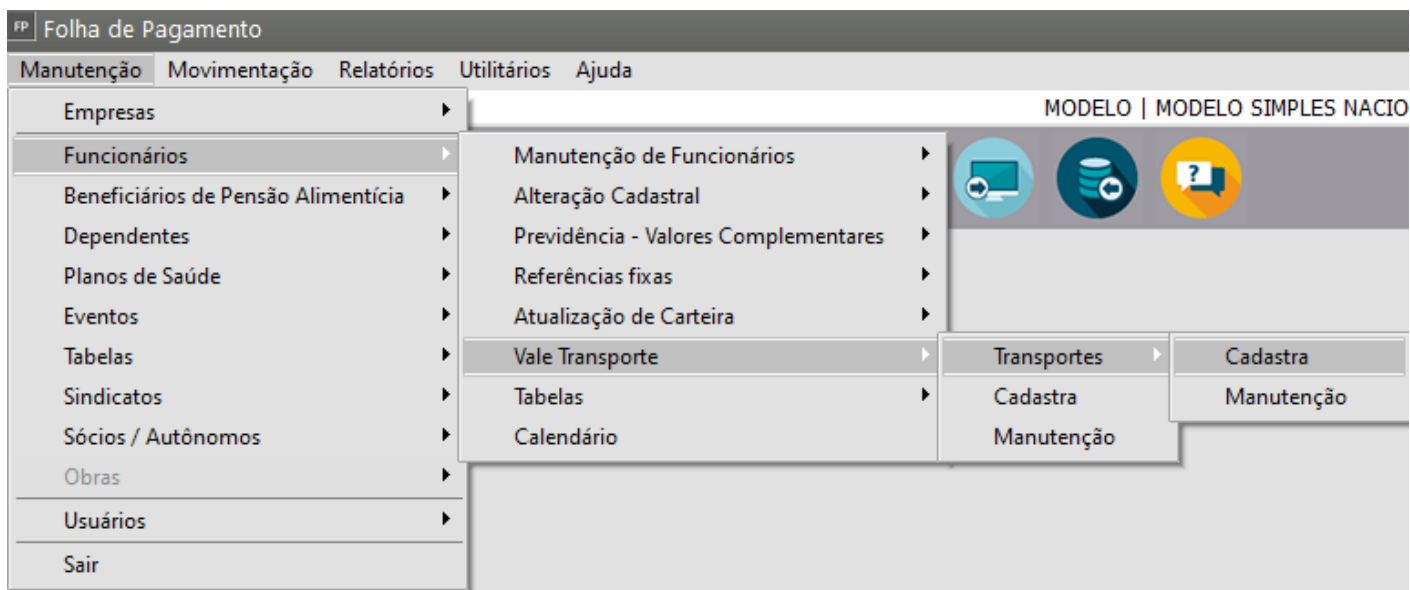 FP Folha de Pagamento
Manutenção Movimentação Relatórios Utilitários Ajuda
MODELO | MODELO SIMPLES NACIO
Empresas
Funcionários
Beneficiários de Pensão Alimentícia
Dependentes
Planos de Saúde
Eventos
Tabelas
Sindicatos
Sócios / Autônomos
Obras
Usuários
Sair
Manutenção de Funcionários
Alteração Cadastral
Previdência - Valores Complementares
Referências fixas
Atualização de Carteira
Vale Transporte
Tabelas
Calendário
Transportes
Cadastra
Manutenção
Cadastra
Manutenção
?